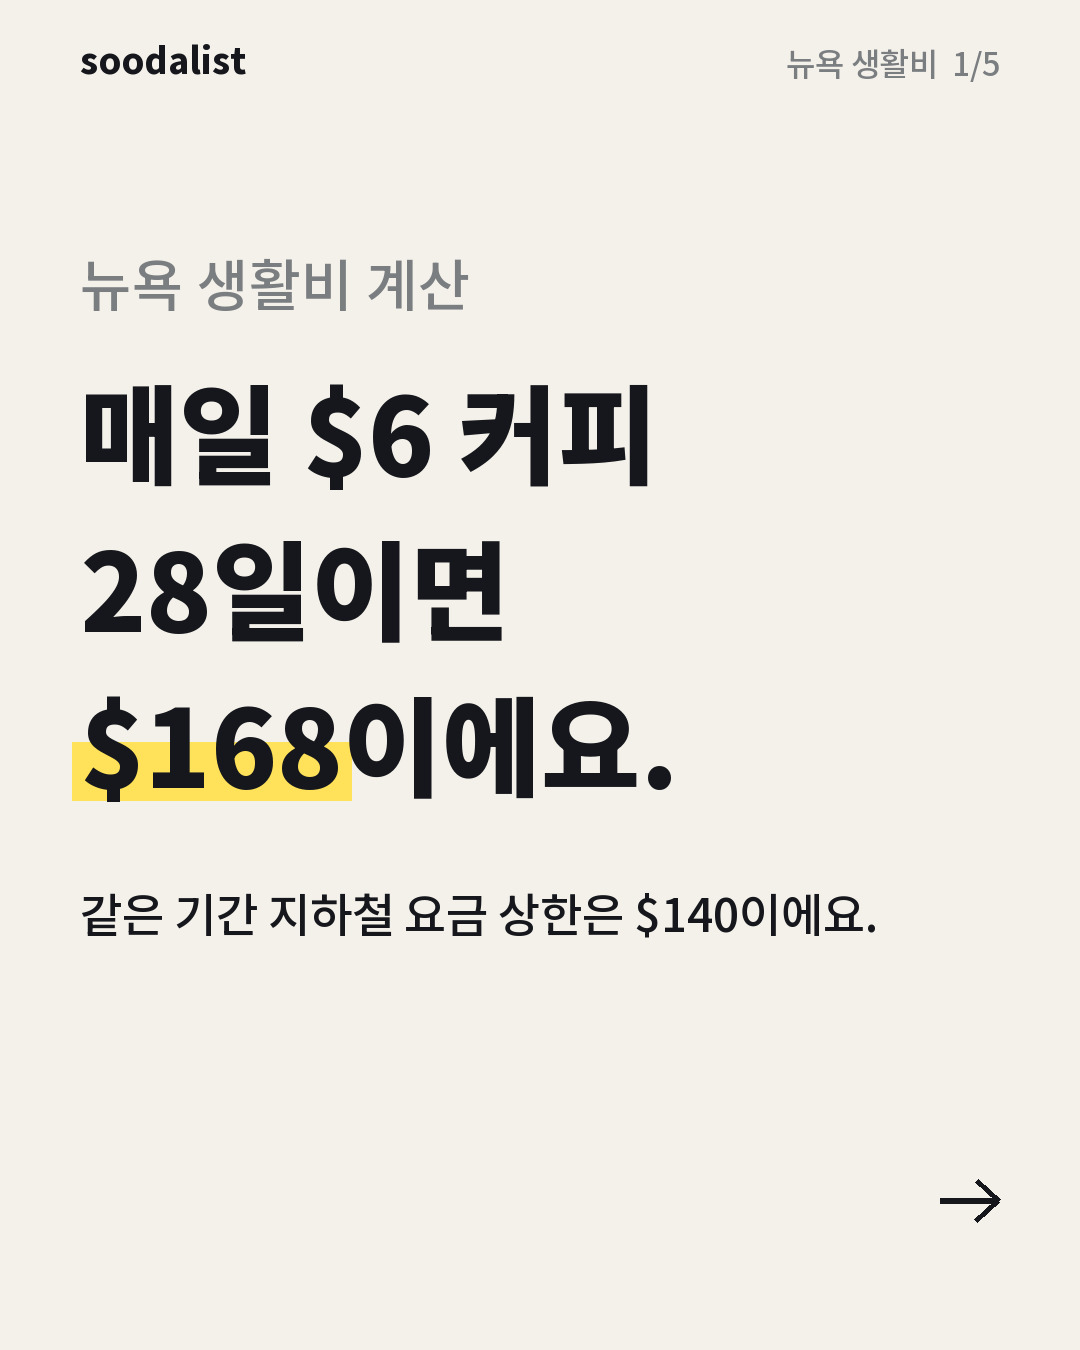 soodalist
뉴욕 생활비 1/5
뉴욕 생활비 계산
매일 $6 커피
28일이면
$168이에요.
같은 기간 지하철 요금 상한은 $140이에요.